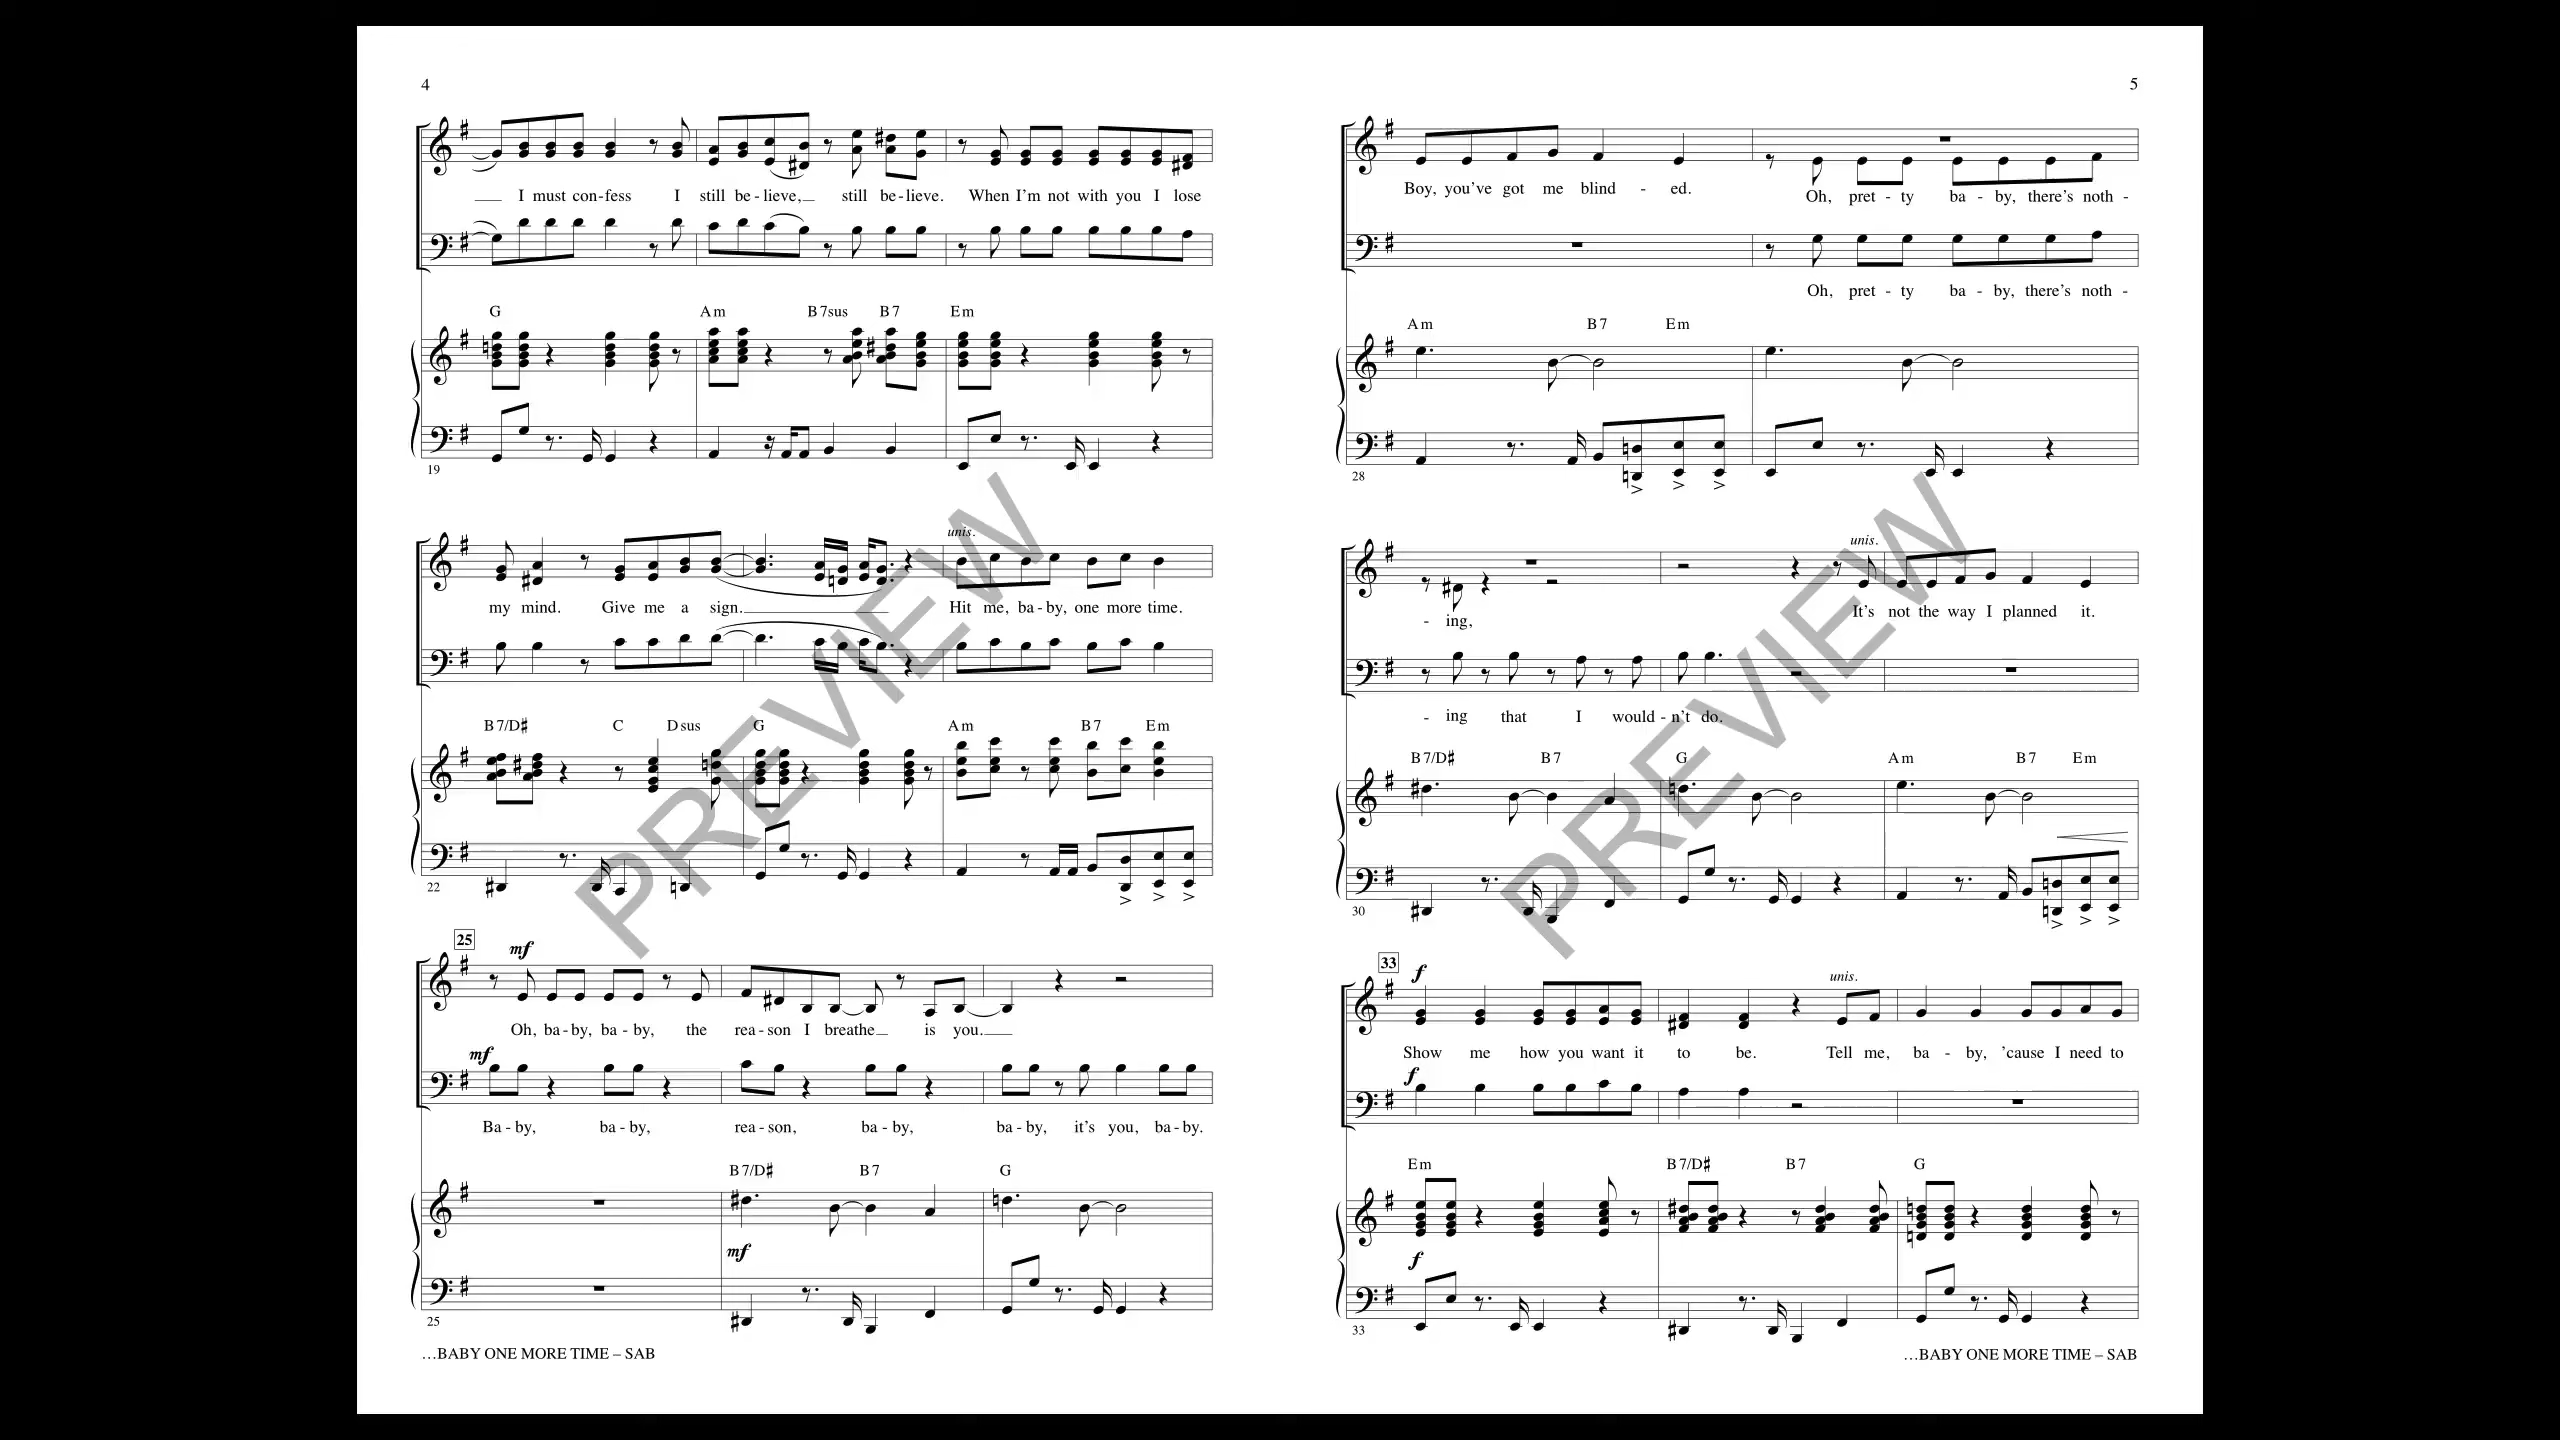 4
I must con-fess I still be-lieve, still be-lieve. When I'm not with you I lose
G Am B7sus B7 Em
19
unis.
my mind. Give me a sign. Hit me, ba-by, one more time.
B7/D♯ C Dsus G Am B7 Em
22
25
mf
Oh, ba-by, ba-by, the rea-son I breathe is you.
mf
Ba-by, ba-by, rea-son, ba-by, ba-by, it's you, ba-by.
B7/D♯ B7 G
mf
25
…BABY ONE MORE TIME – SAB
PREVIEW
5
Boy, you've got me blind - ed. Oh, pret - ty ba - by, there's noth -
Oh, pret - ty ba - by, there's noth -
Am B7 Em
28
unis.
- ing, It's not the way I planned it.
- ing that I would - n't do.
B7/D♯ B7 G Am B7 Em
30
33
f
unis.
Show me how you want it to be. Tell me, ba - by, 'cause I need to
f
Em B7/D♯ B7 G
f
33
…BABY ONE MORE TIME – SAB
PREVIEW